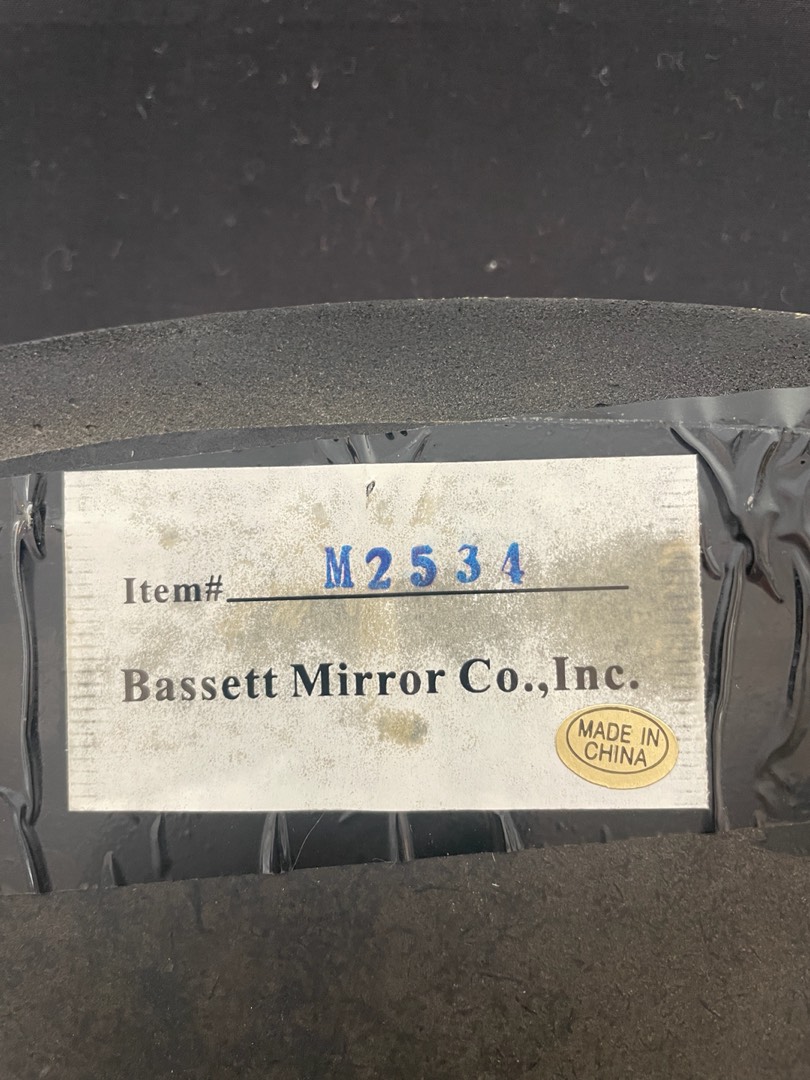 Item# M2534
Bassett Mirror Co.,Inc.
MADE IN
CHINA